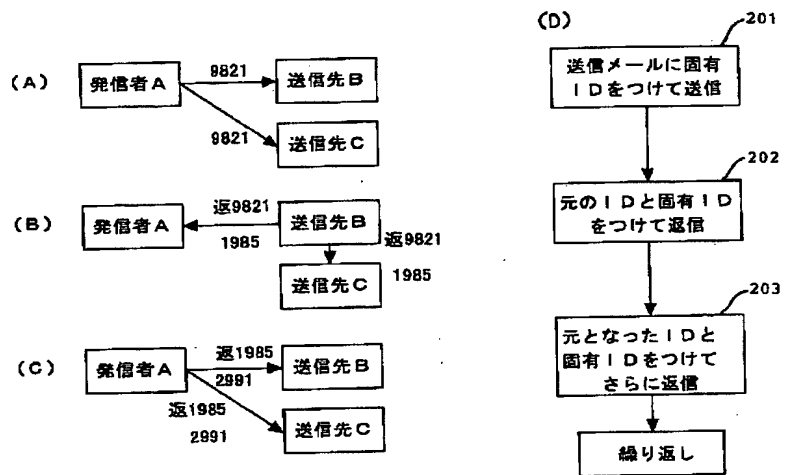 (A)
発信者A
9821
送信先B
9821
送信先C
(B)
発信者A
返9821
1985
送信先B
返9821
1985
送信先C
(C)
発信者A
返1985
2991
送信先B
返1985
2991
送信先C
(D)
201
送信メールに固有
IDをつけて送信
202
元のIDと固有ID
をつけて返信
203
元となったIDと
固有IDをつけて
さらに返信
繰り返し